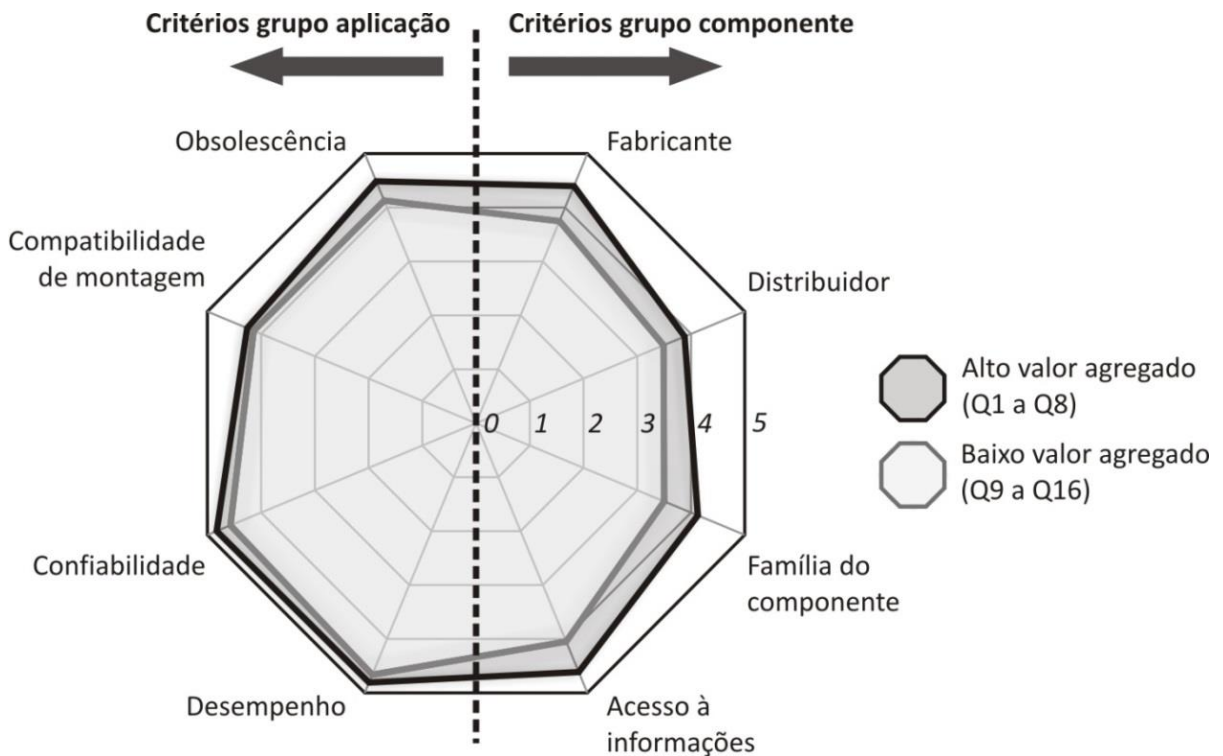 Critérios grupo aplicação
Critérios grupo componente
Obsolescência
Fabricante
Compatibilidade
de montagem
Distribuidor
0 1 2 3 4 5
Alto valor agregado
(Q1 a Q8)
Baixo valor agregado
(Q9 a Q16)
Confiabilidade
Família do
componente
Desempenho
Acesso à
informações